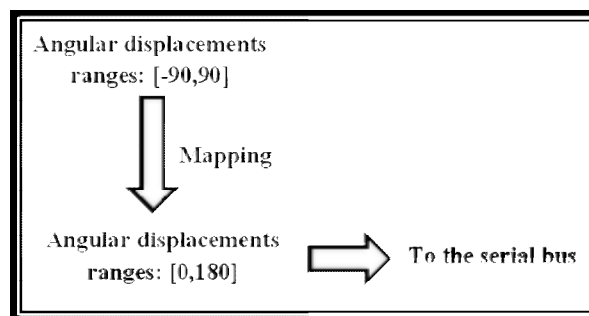 Angular displacements
ranges: [-90,90]
Mapping
Angular displacements
ranges: [0,180]
To the serial bus